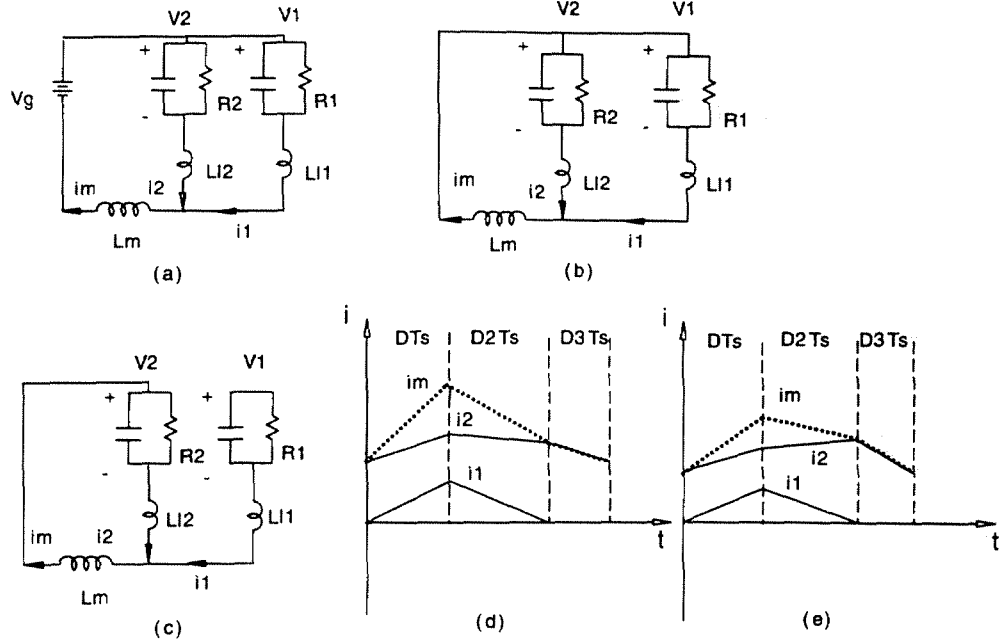 V2 V1
+ +
Vg R2 R1
- 
Ll2 Ll1
im i2
Lm i1
(a)
V2 V1
+ +
R2 R1
- -
im i2 Ll2 Ll1
Lm i1
(b)
V2 V1
+ +
R2 R1
- -
Ll2 Ll1
im i2
Lm i1
(c)
i
DTs D2Ts D3Ts
im
i2
i1
t
(d)
i
DTs D2Ts D3Ts
im
i2
i1
t
(e)